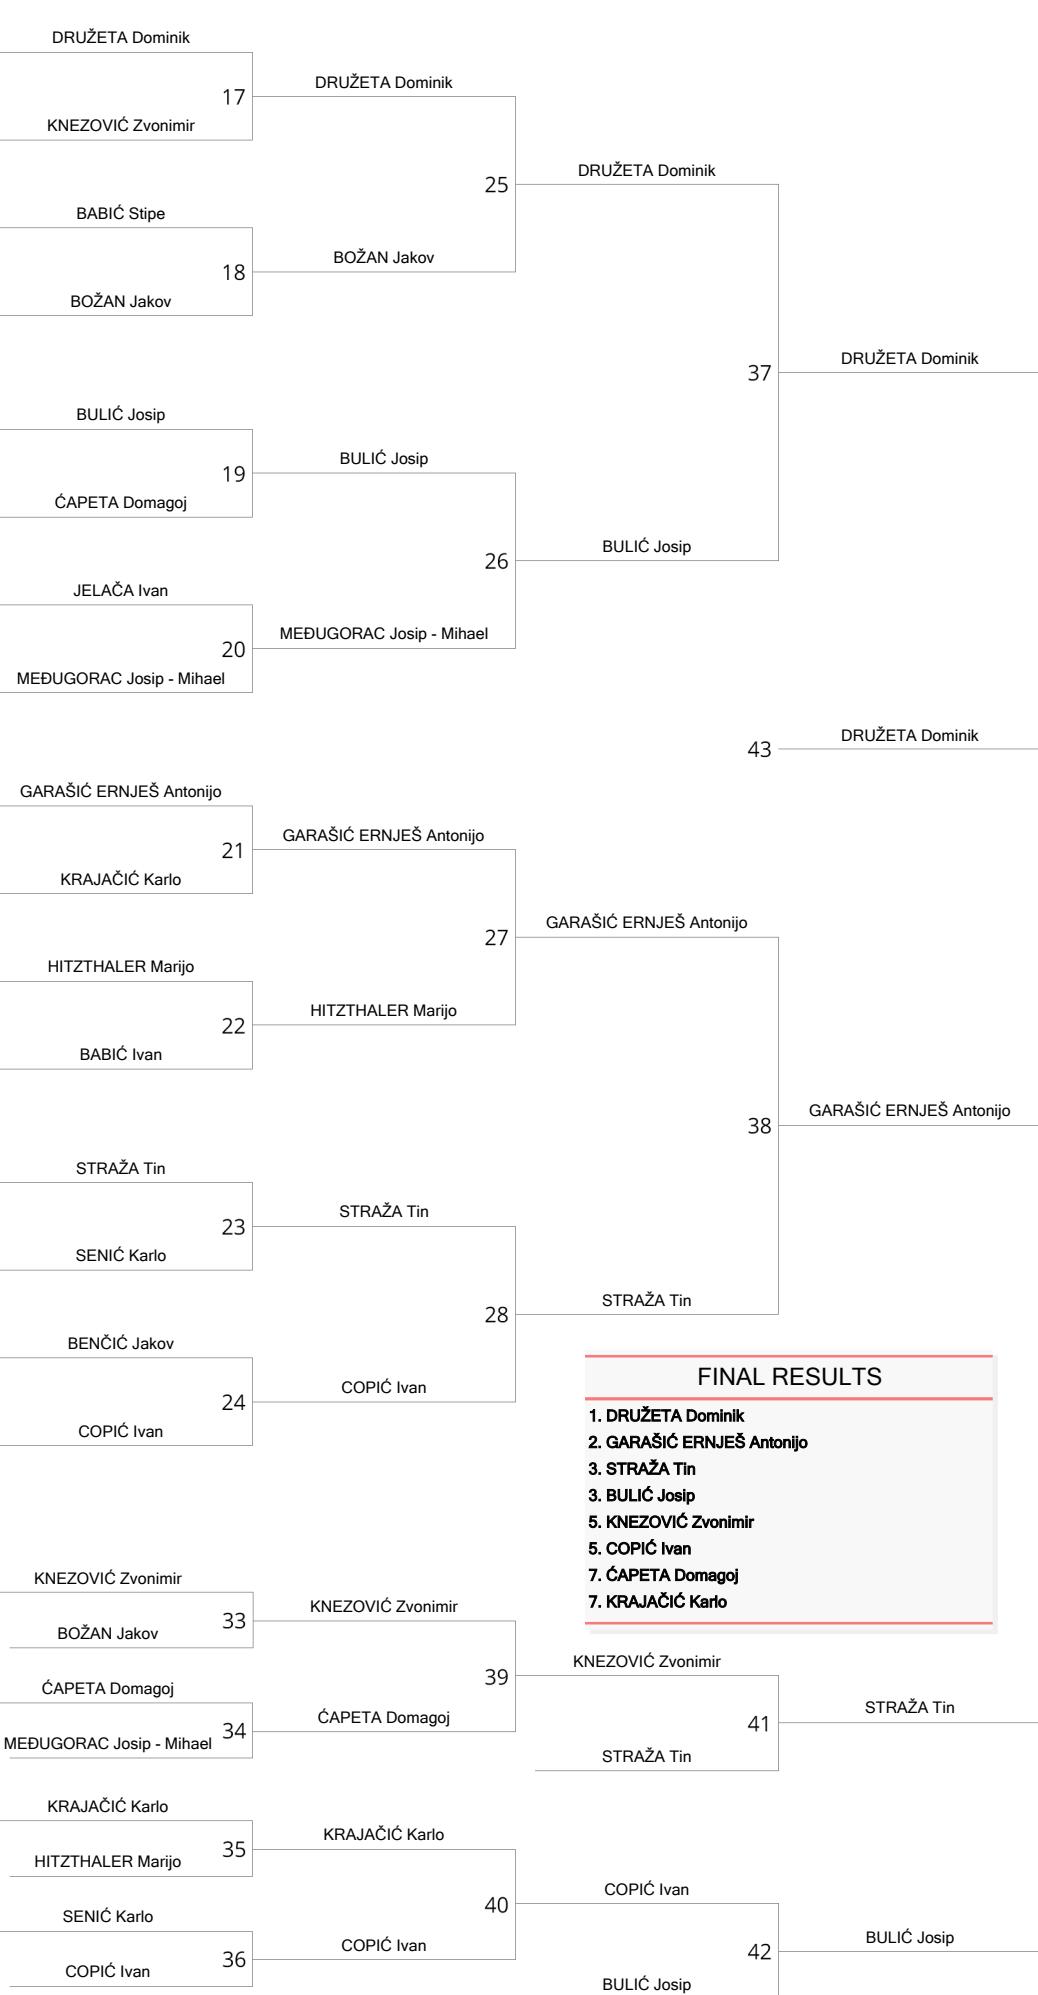 DRUŽETA Dominik
17
DRUŽETA Dominik
KNEZOVIĆ Zvonimir
25
DRUŽETA Dominik
BABIĆ Stipe
18
BOŽAN Jakov
BOŽAN Jakov
37
DRUŽETA Dominik
BULIĆ Josip
19
BULIĆ Josip
ĆAPETA Domagoj
26
BULIĆ Josip
JELAČA Ivan
20
MEĐUGORAC Josip - Mihael
MEĐUGORAC Josip - Mihael
43
DRUŽETA Dominik
GARAŠIĆ ERNJEŠ Antonijo
21
GARAŠIĆ ERNJEŠ Antonijo
KRAJAČIĆ Karlo
27
GARAŠIĆ ERNJEŠ Antonijo
HITZTHALER Marijo
22
HITZTHALER Marijo
BABIĆ Ivan
38
GARAŠIĆ ERNJEŠ Antonijo
STRAŽA Tin
23
STRAŽA Tin
SENIĆ Karlo
28
STRAŽA Tin
BENČIĆ Jakov
24
COPIĆ Ivan
COPIĆ Ivan
FINAL RESULTS
1. DRUŽETA Dominik
2. GARAŠIĆ ERNJEŠ Antonijo
3. STRAŽA Tin
3. BULIĆ Josip
5. KNEZOVIĆ Zvonimir
5. COPIĆ Ivan
7. ĆAPETA Domagoj
7. KRAJAČIĆ Karlo
KNEZOVIĆ Zvonimir
33
KNEZOVIĆ Zvonimir
BOŽAN Jakov
39
KNEZOVIĆ Zvonimir
ĆAPETA Domagoj
34
ĆAPETA Domagoj
MEĐUGORAC Josip - Mihael
41
STRAŽA Tin
STRAŽA Tin
KRAJAČIĆ Karlo
35
KRAJAČIĆ Karlo
HITZTHALER Marijo
40
COPIĆ Ivan
SENIĆ Karlo
36
COPIĆ Ivan
COPIĆ Ivan
42
BULIĆ Josip
BULIĆ Josip